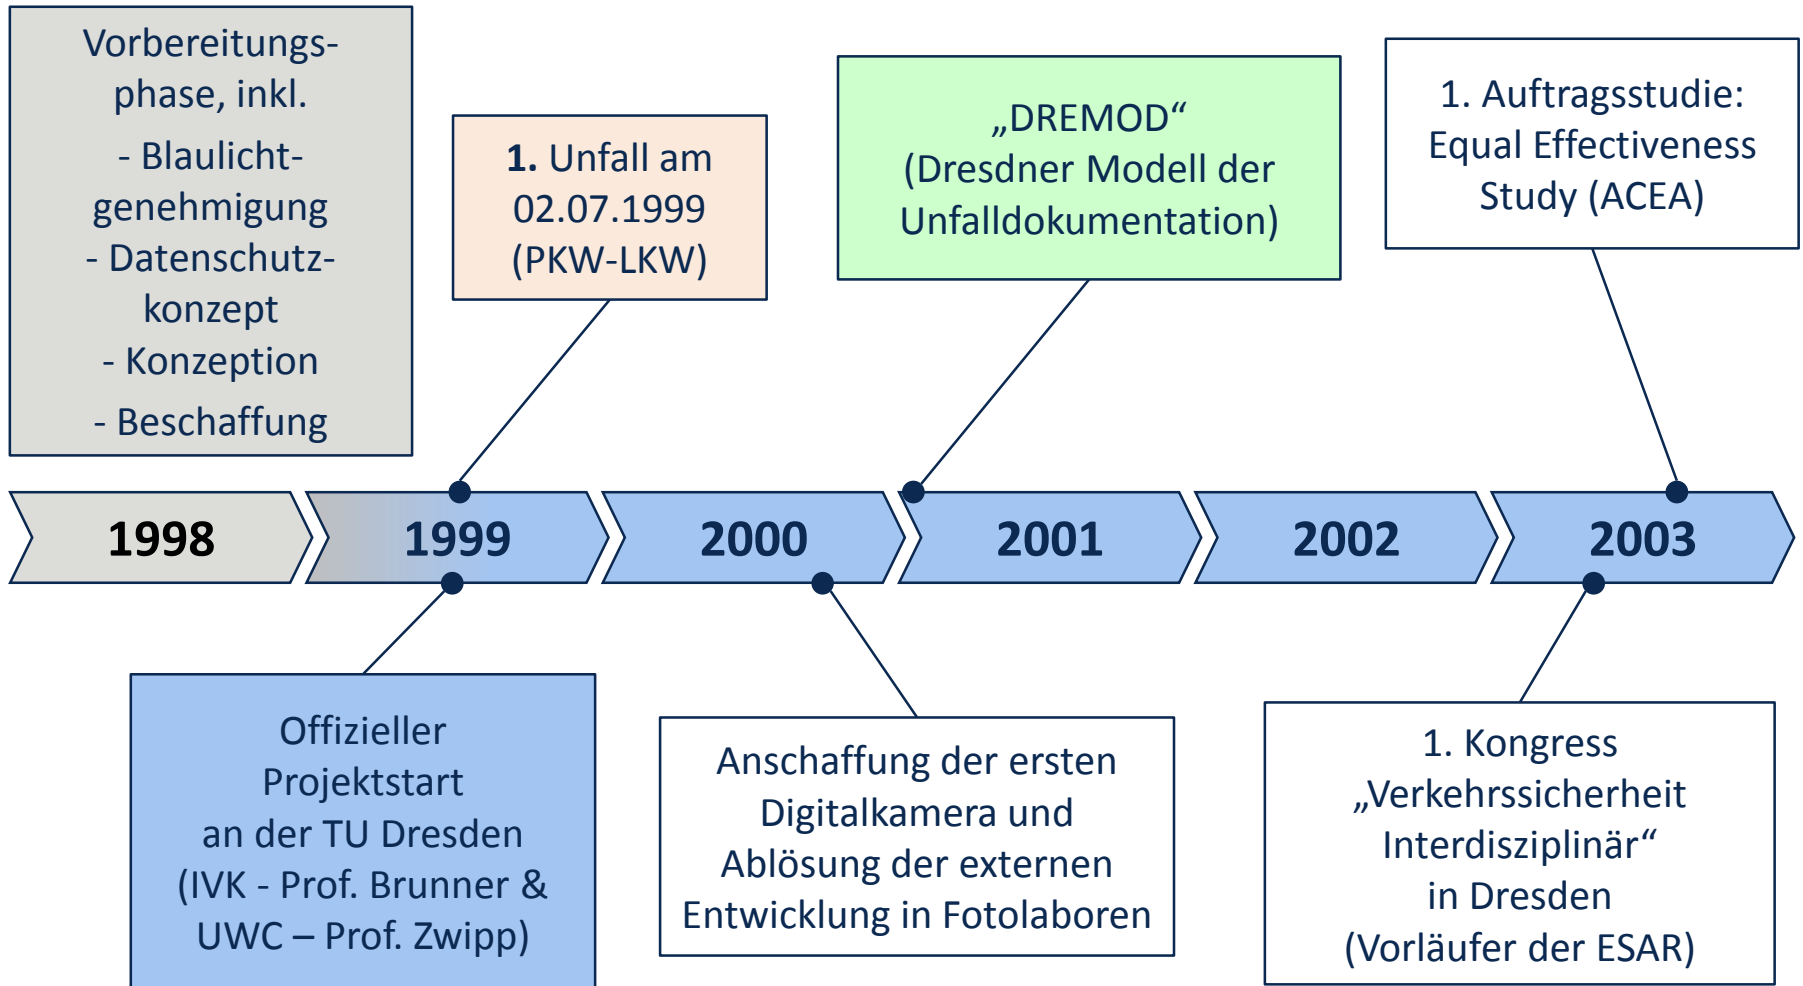 Vorbereitungs-
phase, inkl.
- Blaulicht-
genehmigung
- Datenschutz-
konzept
- Konzeption
- Beschaffung
1. Unfall am
02.07.1999
(PKW-LKW)
„DREMOD“
(Dresdner Modell der
Unfalldokumentation)
1. Auftragsstudie:
Equal Effectiveness
Study (ACEA)
1998
1999
2000
2001
2002
2003
Offizieller
Projektstart
an der TU Dresden
(IVK - Prof. Brunner &
UWC – Prof. Zwipp)
Anschaffung der ersten
Digitalkamera und
Ablösung der externen
Entwicklung in Fotolaboren
1. Kongress
„Verkehrssicherheit
Interdisziplinär“
in Dresden
(Vorläufer der ESAR)